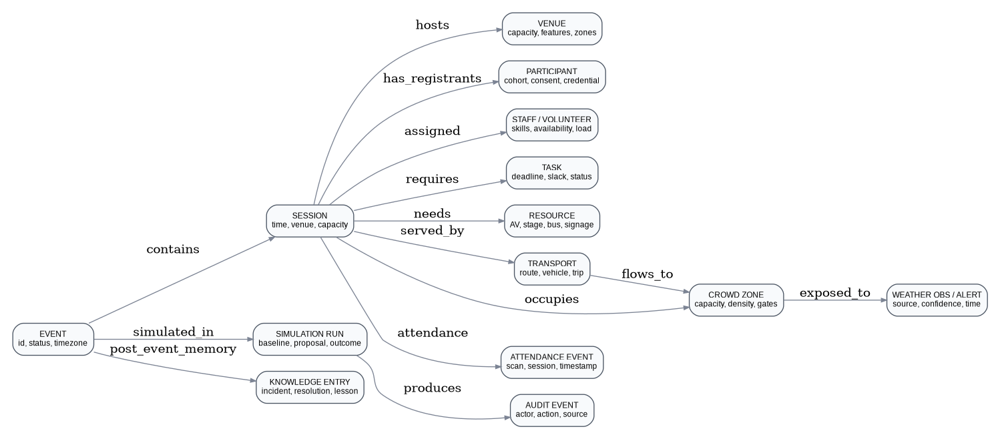 hosts
VENUE
capacity, features, zones
has_registrants
PARTICIPANT
cohort, consent, credential
assigned
STAFF / VOLUNTEER
skills, availability, load
requires
TASK
deadline, slack, status
SESSION
time, venue, capacity
needs
RESOURCE
AV, stage, bus, signage
served_by
contains
TRANSPORT
route, vehicle, trip
flows_to
occupies
CROWD ZONE
capacity, density, gates
exposed_to
WEATHER OBS / ALERT
source, confidence, time
EVENT
id, status, timezone
simulated_in
SIMULATION RUN
baseline, proposal, outcome
attendance
post_event_memory
ATTENDANCE EVENT
scan, session, timestamp
KNOWLEDGE ENTRY
incident, resolution, lesson
produces
AUDIT EVENT
actor, action, source